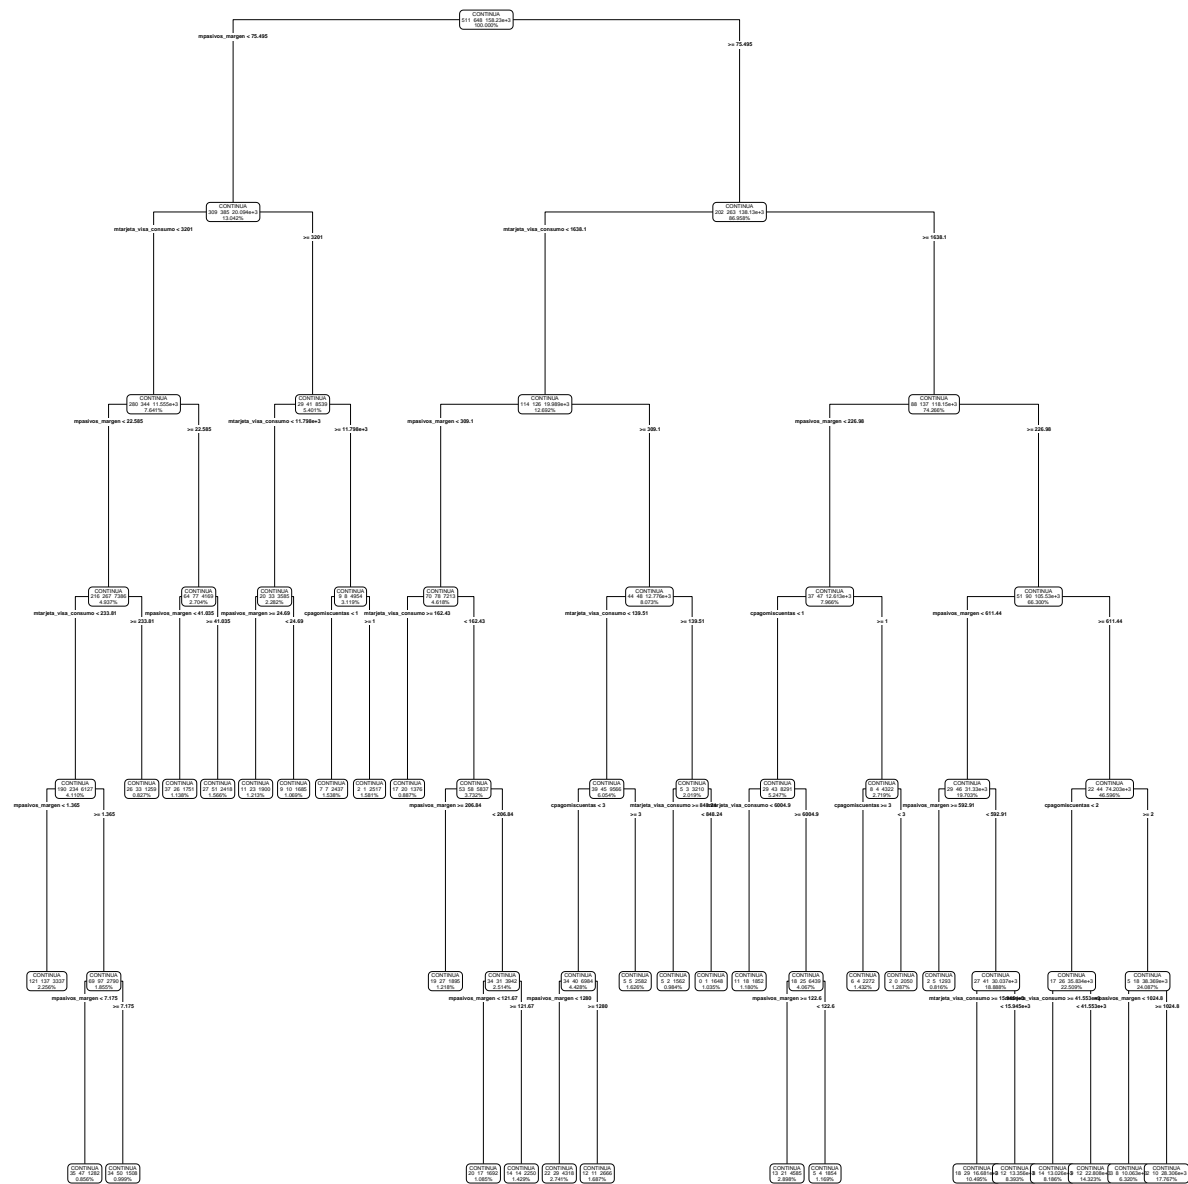 CONTINUA
511 648 158.23e+3
100.000%
mpasivos_margen < 75.495
>= 75.495
CONTINUA
309 385 20.094e+3
13.042%
CONTINUA
202 263 138.13e+3
86.958%
mtarjeta_visa_consumo < 3201
>= 3201
mtarjeta_visa_consumo < 1638.1
>= 1638.1
CONTINUA
280 344 11.555e+3
7.641%
CONTINUA
29 41 8539
5.401%
CONTINUA
114 126 19.989e+3
12.692%
CONTINUA
88 137 118.15e+3
74.266%
mpasivos_margen < 22.585
>= 22.585
mtarjeta_visa_consumo < 11.798e+3
>= 11.798e+3
mpasivos_margen < 309.1
>= 309.1
mpasivos_margen < 226.98
>= 226.98
CONTINUA
216 267 7386
4.937%
CONTINUA
64 77 4169
2.704%
CONTINUA
20 33 3585
2.282%
CONTINUA
9 8 4954
3.119%
CONTINUA
70 78 7213
4.618%
CONTINUA
44 48 12.776e+3
8.073%
CONTINUA
37 47 12.613e+3
7.966%
CONTINUA
51 90 105.53e+3
66.300%
mtarjeta_visa_consumo < 233.81
>= 233.81
mpasivos_margen < 41.035
>= 41.035
mpasivos_margen >= 24.69
< 24.69
cpagomiscuentas < 1
>= 1
mtarjeta_visa_consumo >= 162.43
< 162.43
mtarjeta_visa_consumo < 139.51
>= 139.51
cpagomiscuentas < 1
>= 1
mpasivos_margen < 611.44
>= 611.44
CONTINUA
190 234 6127
4.110%
CONTINUA
26 33 1259
0.827%
CONTINUA
37 26 1751
1.138%
CONTINUA
27 51 2418
1.566%
CONTINUA
11 23 1900
1.213%
CONTINUA
9 10 1685
1.069%
CONTINUA
7 7 2437
1.538%
CONTINUA
2 1 2517
1.581%
CONTINUA
17 20 1376
0.887%
CONTINUA
53 58 5837
3.732%
CONTINUA
39 45 9566
6.054%
CONTINUA
5 3 3210
2.019%
CONTINUA
29 43 8291
5.247%
CONTINUA
8 4 4322
2.719%
CONTINUA
29 46 31.33e+3
19.703%
CONTINUA
22 44 74.203e+3
46.596%
mpasivos_margen < 1.365
>= 1.365
mpasivos_margen >= 206.84
< 206.84
cpagomiscuentas < 3
>= 3
mtarjeta_visa_consumo >= 848.24
< 848.24
mtarjeta_visa_consumo < 6004.9
>= 6004.9
cpagomiscuentas >= 3
< 3
mpasivos_margen >= 592.91
< 592.91
cpagomiscuentas < 2
>= 2
CONTINUA
121 137 3337
2.256%
CONTINUA
69 97 2790
1.855%
CONTINUA
19 27 1895
1.218%
CONTINUA
34 31 3942
2.514%
CONTINUA
34 40 6984
4.428%
CONTINUA
5 5 2582
1.626%
CONTINUA
5 2 1562
0.984%
CONTINUA
0 1 1648
1.035%
CONTINUA
11 18 1852
1.180%
CONTINUA
18 25 6439
4.067%
CONTINUA
6 4 2272
1.432%
CONTINUA
2 0 2050
1.287%
CONTINUA
2 5 1293
0.816%
CONTINUA
27 41 30.037e+3
18.888%
CONTINUA
17 26 35.834e+3
22.509%
CONTINUA
5 18 38.369e+3
24.087%
mpasivos_margen < 7.175
>= 7.175
mpasivos_margen < 121.67
>= 121.67
mpasivos_margen < 1280
>= 1280
mpasivos_margen >= 122.6
< 122.6
mtarjeta_visa_consumo >= 15.945e+3
< 15.945e+3
< 41.553e+3
mpasivos_margen < 1024.8
>= 1024.8
CONTINUA
35 47 1282
0.856%
CONTINUA
34 50 1508
0.999%
CONTINUA
20 17 1692
1.085%
CONTINUA
14 14 2250
1.429%
CONTINUA
22 29 4318
2.741%
CONTINUA
12 11 2666
1.687%
CONTINUA
13 21 4585
2.898%
CONTINUA
5 4 1854
1.169%
CONTINUA
18 29 16.681e+3
10.495%
CONTINUA
12 13.356e+3
8.393%
CONTINUA
14 13.026e+3
8.186%
CONTINUA
12 22.808e+3
14.323%
CONTINUA
8 10.063e+3
6.320%
CONTINUA
10 28.306e+3
17.767%